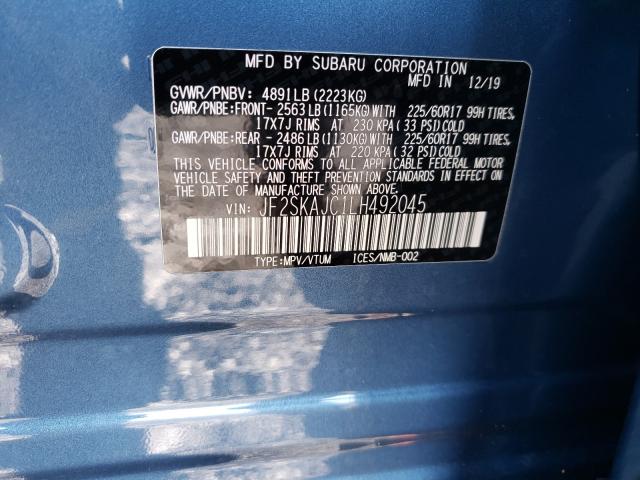 MFD BY SUBARU CORPORATION
MFD IN 12/19
GVWR/PNBV: 4891LB(2223KG)
GAWR/PNBE:FRONT- 2563LB(1165KG)WITH 225/60R17 99H TIRES,
17X7J RIMS AT 230 KPA(33 PSI)COLD
GAWR/PNBE:REAR - 2486LB(1130KG)WITH 225/60R17 99H TIRES,
17X7J RIMS AT 220 KPA(32 PSI)COLD
THIS VEHICLE CONFORMS TO ALL APPLICABLE FEDERAL MOTOR
VEHICLE SAFETY AND THEFT PREVENTION STANDARDS IN EFFECT ON
THE DATE OF MANUFACTURE SHOWN ABOVE.
VIN: JF2SKAJC1LH492045
TYPE:MPV/VTUM ICES/NMB-002